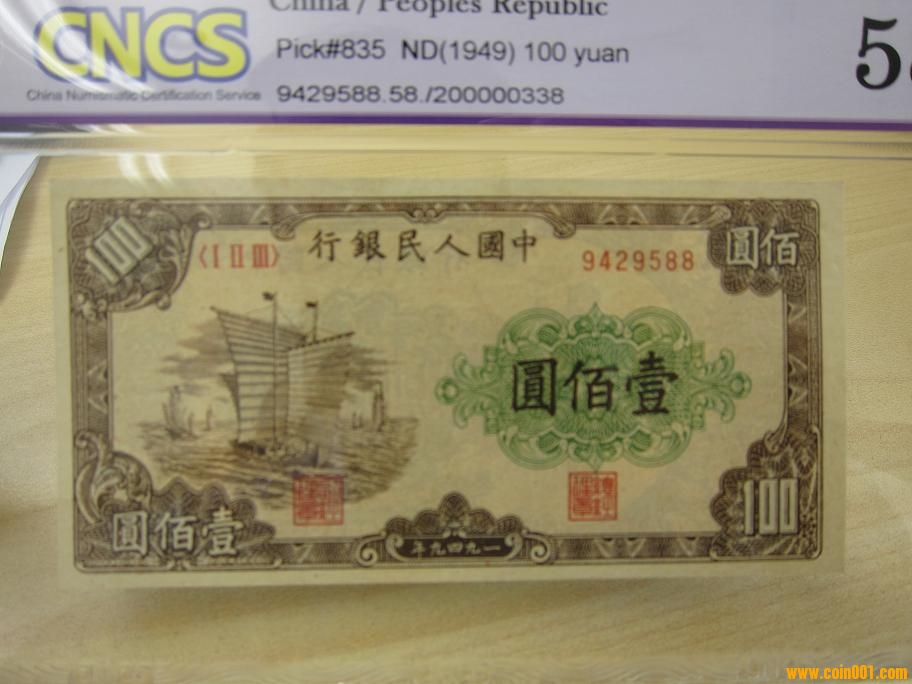 China / Peoples Republic
CNCS
Pick#835 ND(1949) 100 yuan
China Numismatic Certification Service
9429588.58./200000338
100
〈I II III〉
行銀民人國中
9429588
圓佰
圓佰壹
圓佰壹
100
年九四九一
www.coin001.com